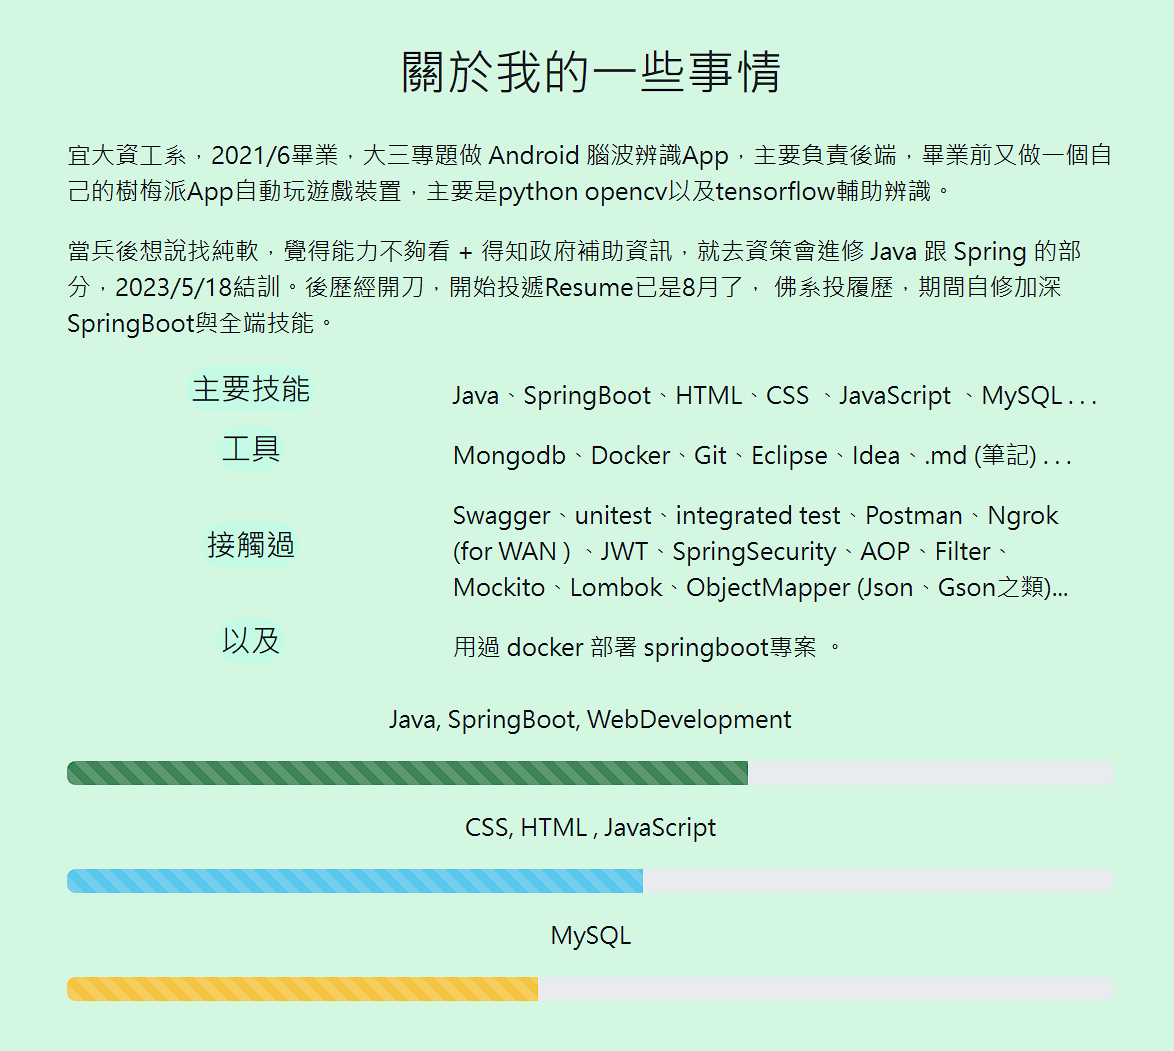 關於我的一些事情
宜大資工系，2021/6畢業，大三專題做 Android 腦波辨識App，主要負責後端，畢業前又做一個自
己的樹梅派App自動玩遊戲裝置，主要是python opencv以及tensorflow輔助辨識。
當兵後想說找純軟，覺得能力不夠看 + 得知政府補助資訊，就去資策會進修 Java 跟 Spring 的部
分，2023/5/18結訓。後歷經開刀，開始投遞Resume已是8月了， 佛系投履歷，期間自修加深
SpringBoot與全端技能。
主要技能 Java、SpringBoot、HTML、CSS 、JavaScript 、MySQL . . .
工具 Mongodb、Docker、Git、Eclipse、Idea、.md (筆記) . . .
接觸過 Swagger、unitest、integrated test、Postman、Ngrok
(for WAN ) 、JWT、SpringSecurity、AOP、Filter、
Mockito、Lombok、ObjectMapper (Json、Gson之類)...
以及 用過 docker 部署 springboot專案 。
Java, SpringBoot, WebDevelopment
CSS, HTML , JavaScript
MySQL